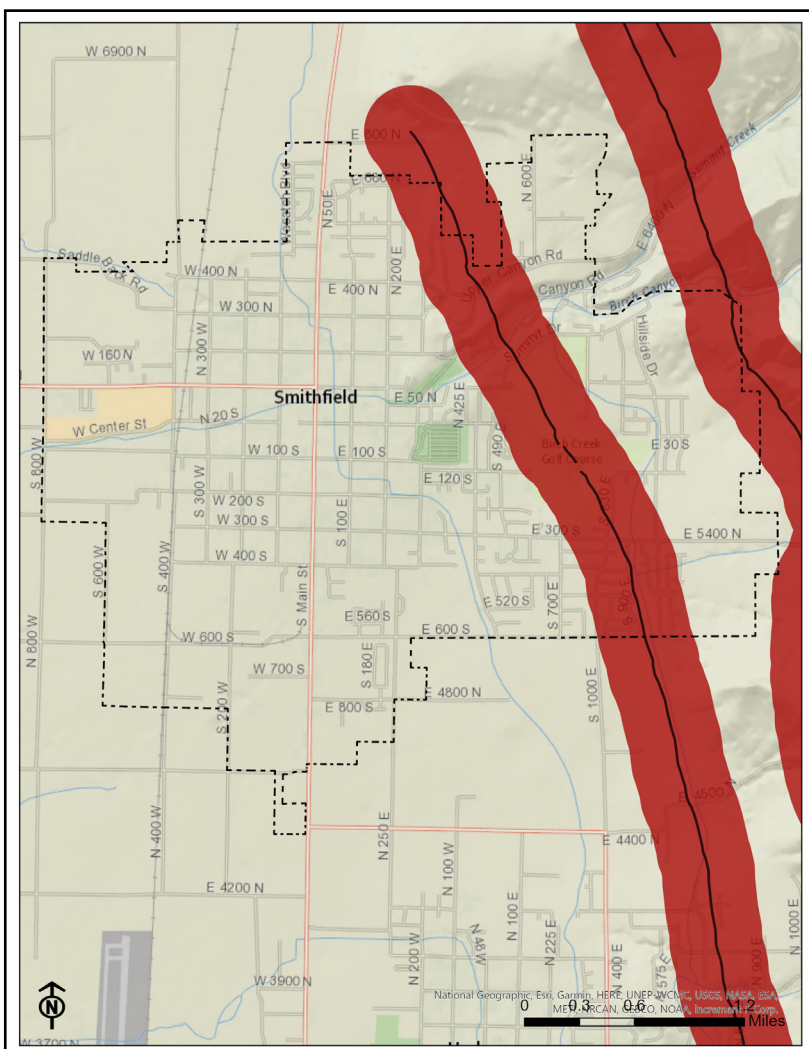 W 6900 N
Summit Creek
E 800 N
N 600 E
E 6400 N
N 50 E
N 200 E
Saddle Back Rd
W 400 N
Upper Canyon Rd
Canyon Rd
Birch Canyon
E 400 N
W 300 N
Hillside Dr
Summit Dr
N 300 W
W 160 N
Smithfield
E 50 N
N 425 E
N 20 S
W Center St
S 800 W
W 100 S
E 100 S
S 490 E
Birch Creek
Golf Course
E 30 S
E 120 S
S 300 W
W 200 S
S 100 E
S 630 E
W 300 S
E 300 S
E 5400 N
S 600 W
S 400 W
W 400 S
S Main St
S 900 E
E 520 S
S 700 E
E 560 S
N 800 W
W 600 S
E 600 S
S 180 E
W 700 S
S 1000 E
S 200 W
E 4800 N
E 800 S
E 4500 N
N 400 W
N 250 E
N 100 W
E 4400 N
E 4200 N
N 100 E
N 225 E
N 1000 E
N 200 W
N 400 E
N 575 E
N 900 E
W 3900 N
N
National Geographic, Esri, Garmin, HERE, UNEP-WCMC, USGS, NASA, ESA,
METI, NRCAN, GEBCO, NOAA, increment P Corp.
0 0.3 0.6 1.2
Miles
W 3700 N